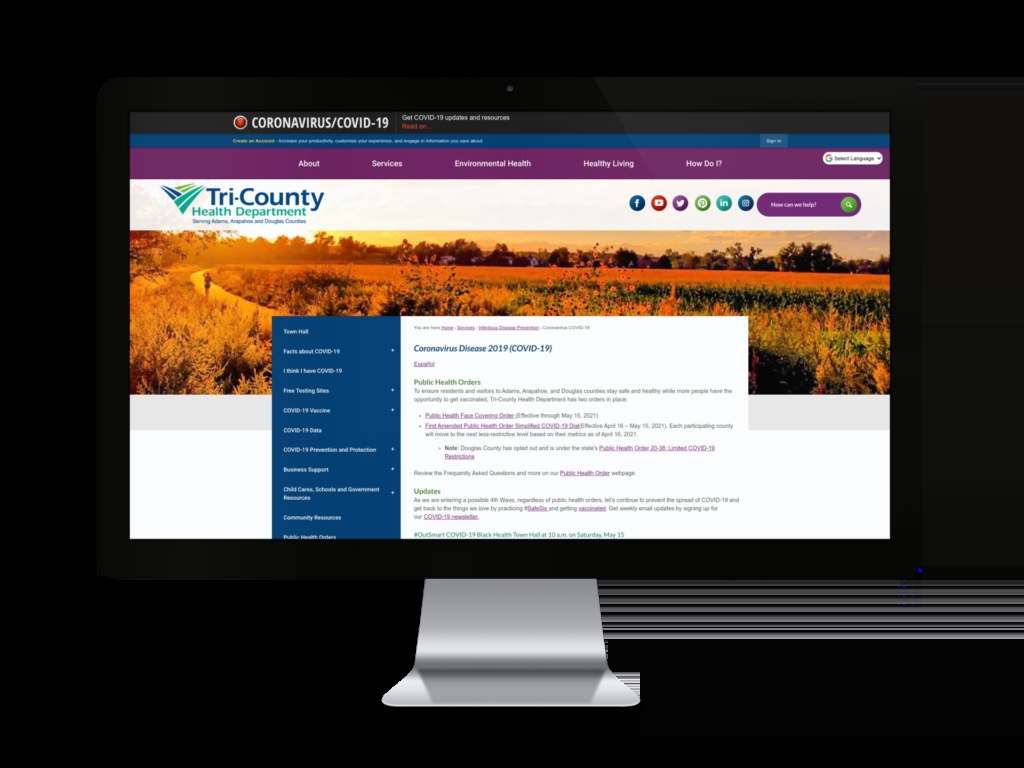 CORONAVIRUS/COVID-19
Get COVID-19 updates and resources
Read on...
Create an Account - Increase your productivity, customize your experience, and engage in information you care about.
Sign In
About
Services
Environmental Health
Healthy Living
How Do I?
Select Language
Tri-County
Health Department
Serving Adams, Arapahoe and Douglas Counties
How can we help?
Town Hall
Facts about COVID-19 +
I think I have COVID-19
Free Testing Sites +
COVID-19 Vaccine +
COVID-19 Data
COVID-19 Prevention and Protection +
Business Support +
Child Cares, Schools and Government +
Resources
Community Resources
Public Health Orders
You are here: Home › Services › Infectious Disease Prevention › Coronavirus COVID-19
Coronavirus Disease 2019 (COVID-19)
Español
Public Health Orders
To ensure residents and visitors to Adams, Arapahoe, and Douglas counties stay safe and healthy while more people have the
opportunity to get vaccinated, Tri-County Health Department has two orders in place:
• Public Health Face Covering Order (Effective through May 15, 2021)
• First Amended Public Health Order Simplified COVID-19 Dial(Effective April 16 – May 15, 2021). Each participating county
will move to the next less-restrictive level based on their metrics as of April 16, 2021.
• Note: Douglas County has opted out and is under the state's Public Health Order 20-38: Limited COVID-19
Restrictions
Review the Frequently Asked Questions and more on our Public Health Order webpage.
Updates
As we are entering a possible 4th Wave, regardless of public health orders, let's continue to prevent the spread of COVID-19 and
get back to the things we love by practicing #SafeSix and getting vaccinated. Get weekly email updates by signing up for
our COVID-19 newsletter.
#OutSmart COVID-19 Black Health Town Hall at 10 a.m. on Saturday, May 15